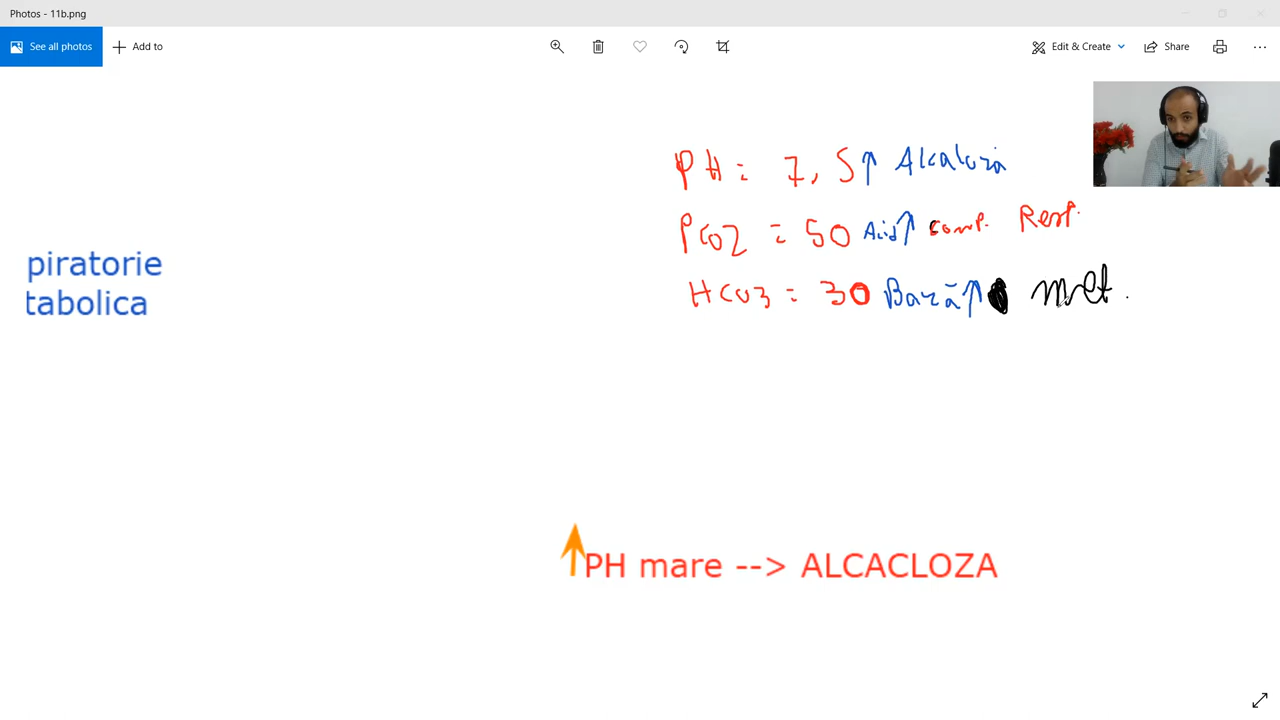 Photos - 11b.png
See all photos
Add to
Edit & Create
Share
PH = 7,5↑ Alcaloza
PCO2 = 50 Acid↑ comp. Resp.
HCO3 = 30 Bază↑ met.
piratorie
tabolica
↑PH mare --> ALCACLOZA